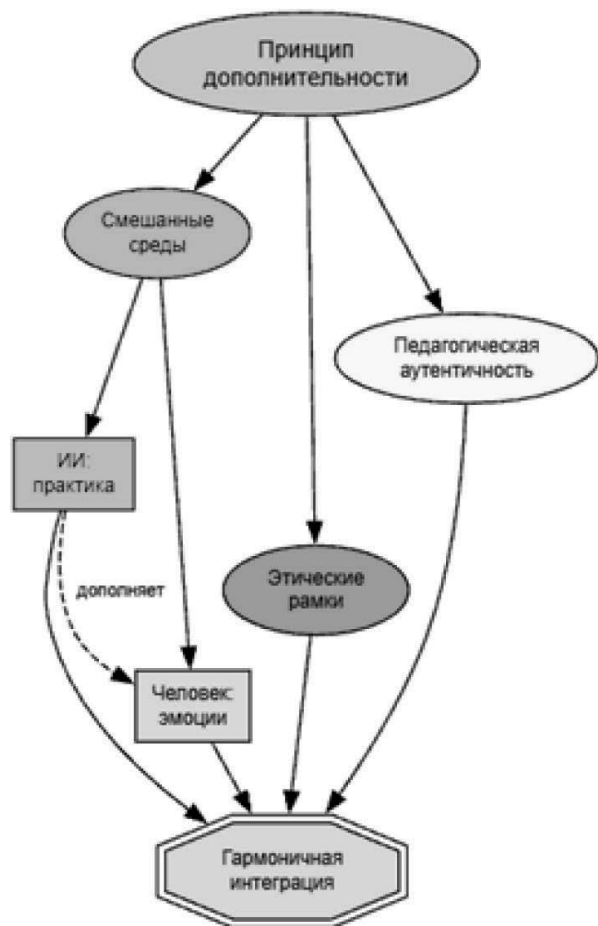 Принцип
дополнительности
Смешанные
среды
Педагогическая
аутентичность
ИИ:
практика
дополняет
Этические
рамки
Человек:
эмоции
Гармоничная
интеграция